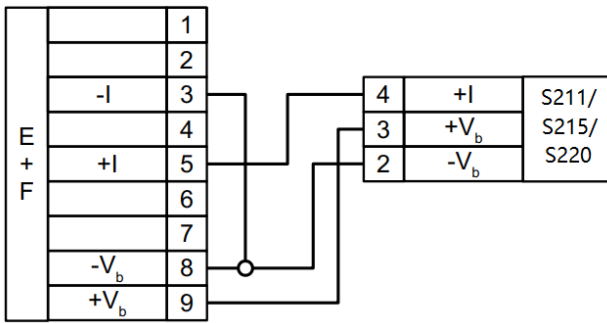 E
+
F
1
2
-I 3
4
+I 5
6
7
-Vb 8
+Vb 9
4 +I
3 +Vb
2 -Vb
S211/
S215/
S220